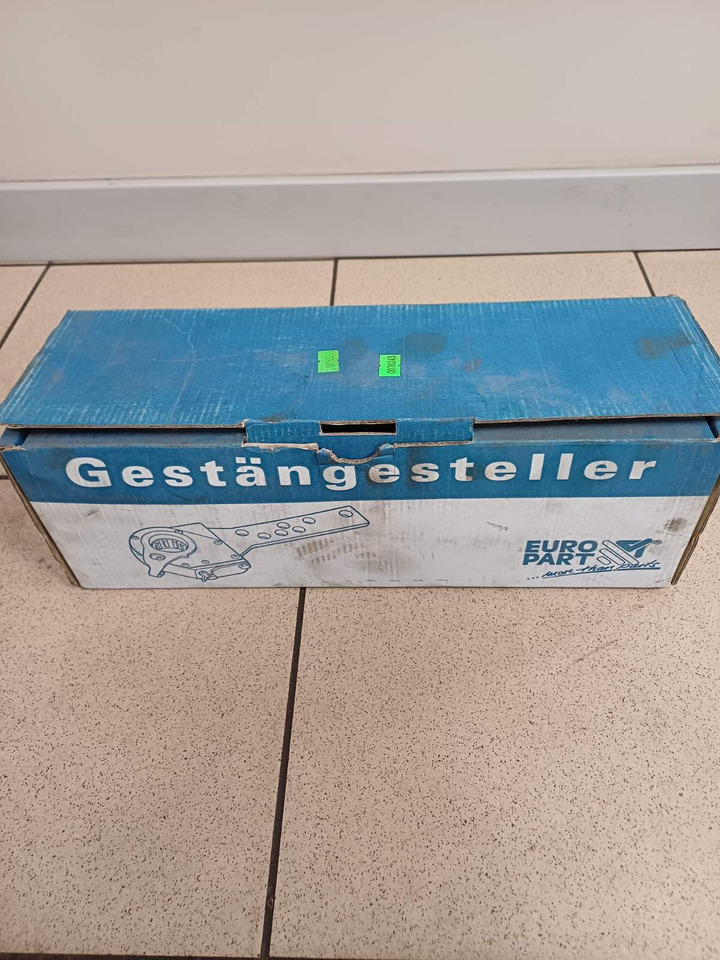 Gestängesteller
EURO
PART
®
...more than parts